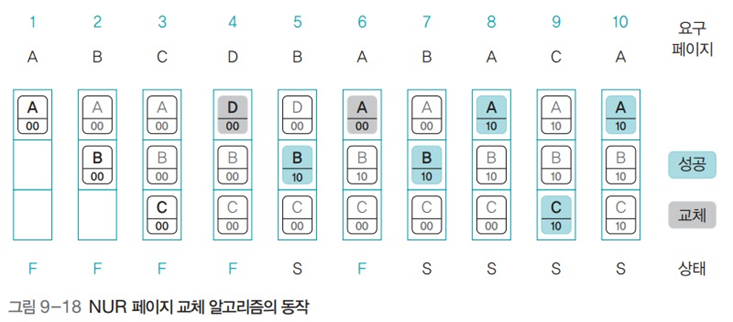 1 2 3 4 5 6 7 8 9 10 요구
페이지
A B C D B A B A C A
A A A D D A A A A A
00 00 00 00 00 00 00 10 10 10
B B B B B B B B B
00 00 00 10 10 10 10 10 10
성공
C C C C C C C C
00 00 00 00 00 00 10 10
교체
F F F F S F S S S S 상태
그림 9-18 NUR 페이지 교체 알고리즘의 동작